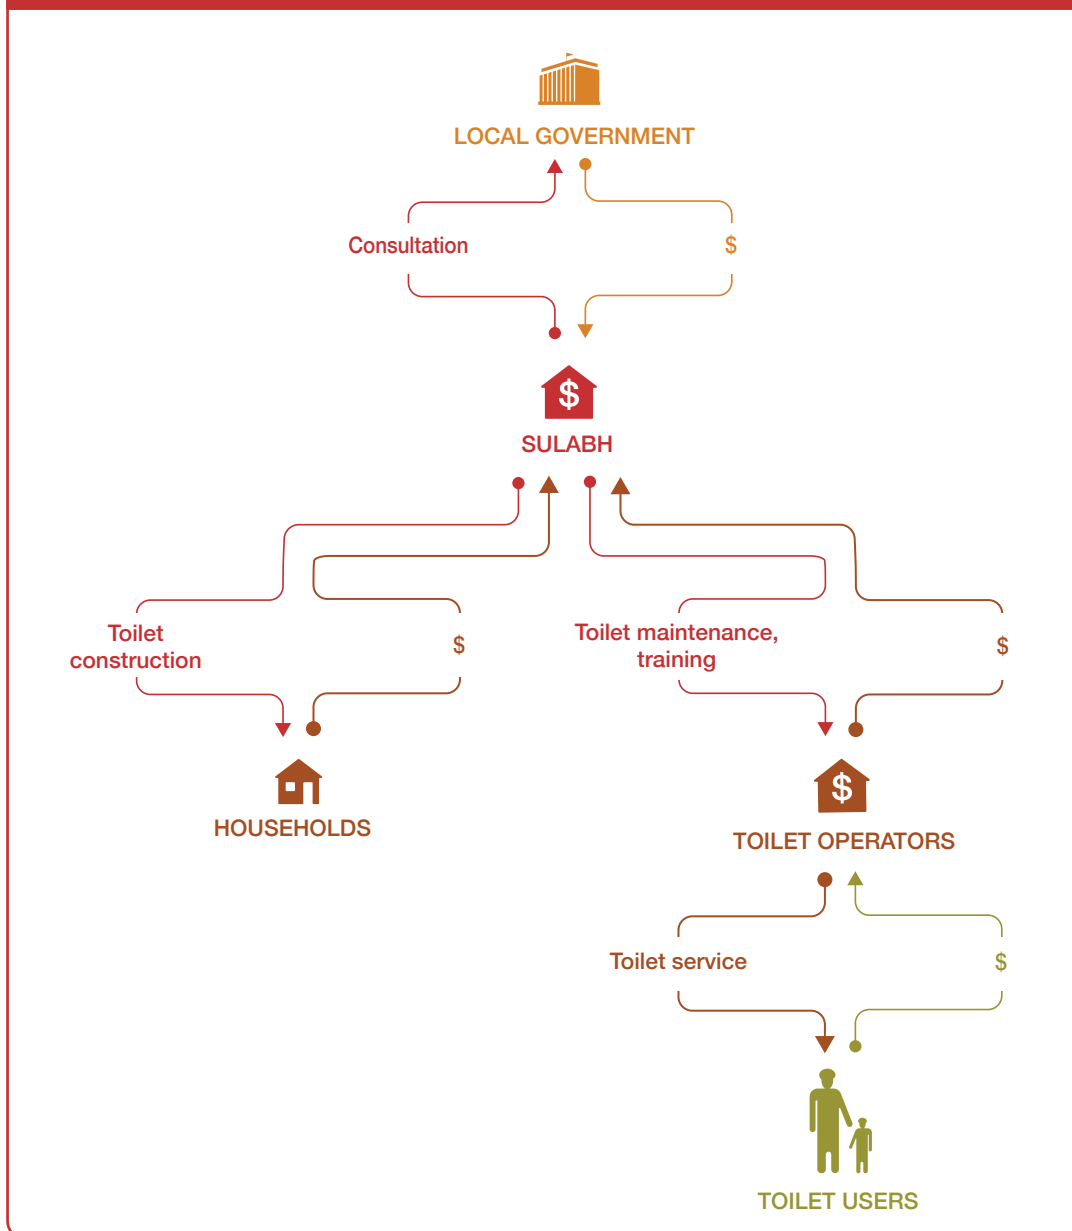 LOCAL GOVERNMENT
Consultation
$
$
SULABH
Toilet
construction
$
Toilet maintenance,
training
$
HOUSEHOLDS
$
TOILET OPERATORS
Toilet service
$
TOILET USERS